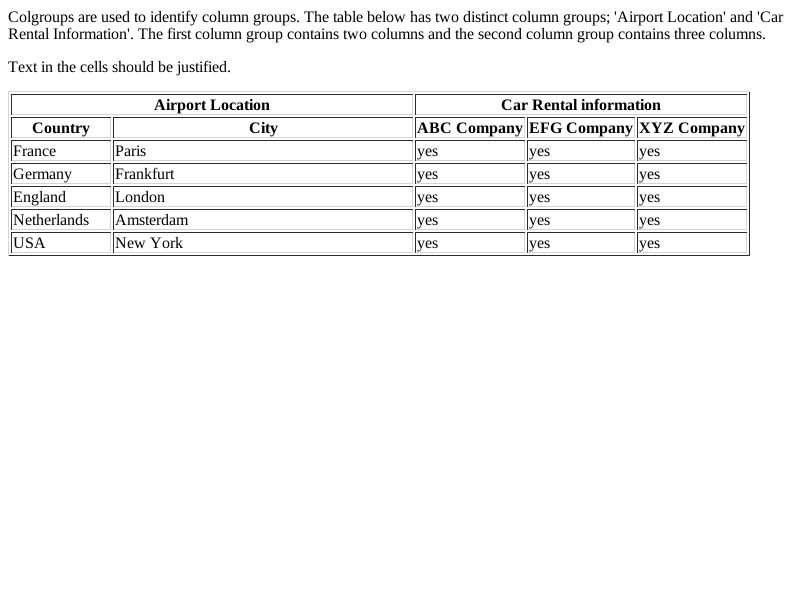 Colgroups are used to identify column groups. The table below has two distinct column groups; 'Airport Location' and 'Car
Rental Information'. The first column group contains two columns and the second column group contains three columns.
Text in the cells should be justified.
Airport Location Car Rental information
Country City ABC Company EFG Company XYZ Company
France Paris yes yes yes
Germany Frankfurt yes yes yes
England London yes yes yes
Netherlands Amsterdam yes yes yes
USA New York yes yes yes